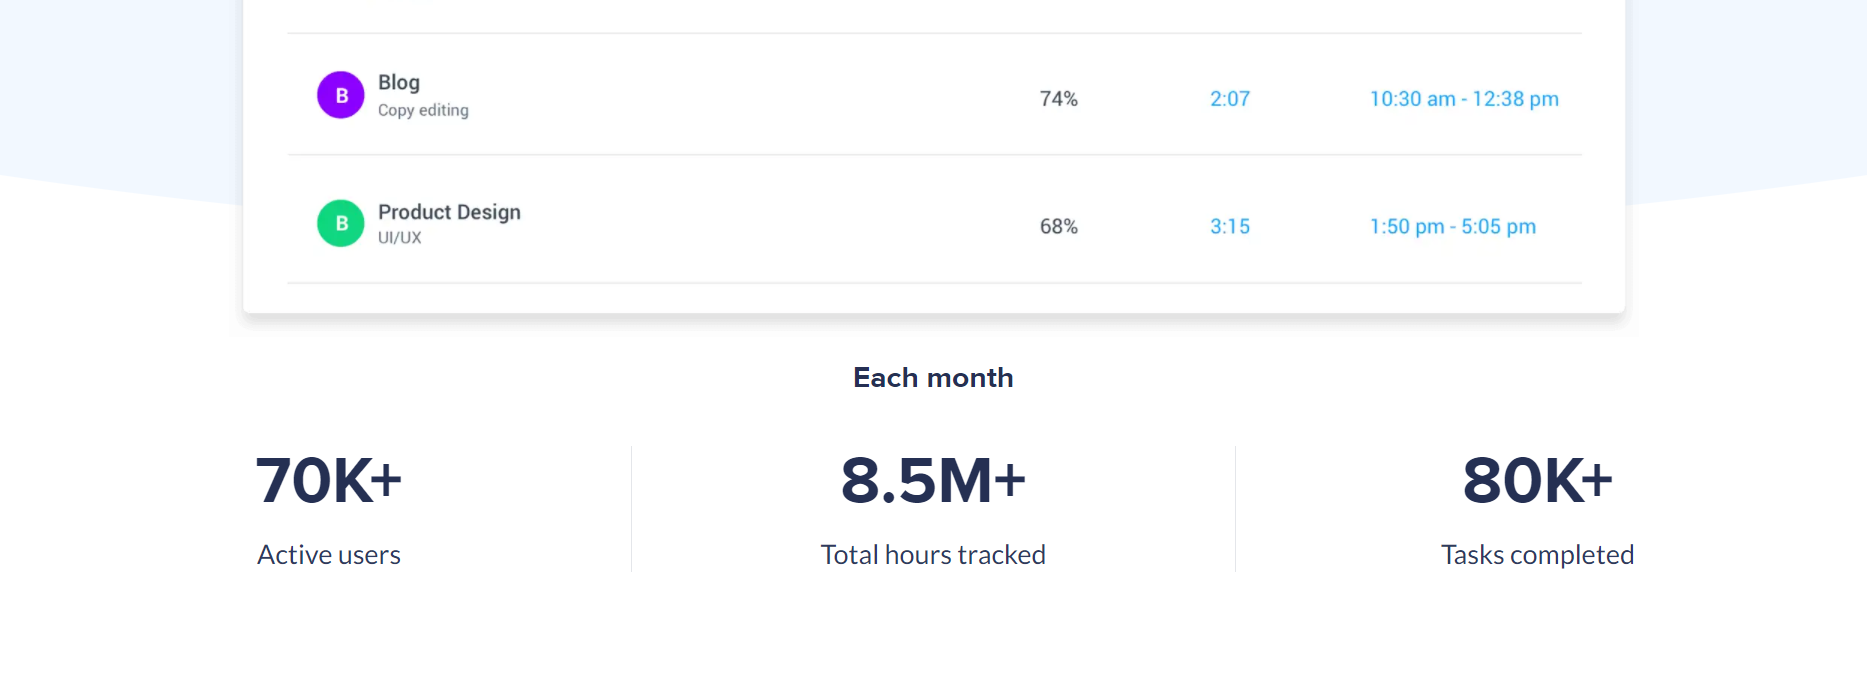 B
Blog
Copy editing
74%
2:07
10:30 am - 12:38 pm
B
Product Design
UI/UX
68%
3:15
1:50 pm - 5:05 pm
Each month
70K+
Active users
8.5M+
Total hours tracked
80K+
Tasks completed